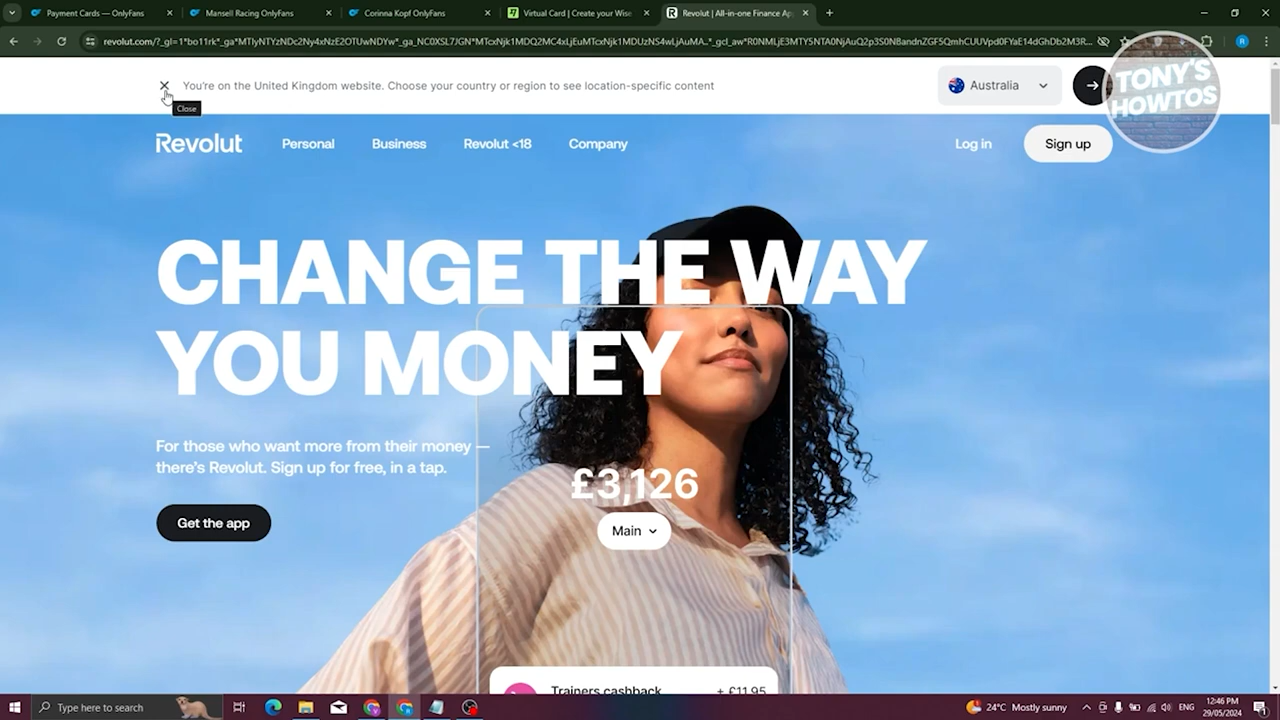 Payment Cards — OnlyFans
Mansell Racing OnlyFans
Corinna Kopf OnlyFans
Virtual Card | Create your Wise
Revolut | All-in-one Finance Ap
You're on the United Kingdom website. Choose your country or region to see location-specific content
Australia
TONY'S
HOWTOS
Close
Revolut
Personal
Business
Revolut <18
Company
Log in
Sign up
CHANGE THE WAY
YOU MONEY
For those who want more from their money —
there's Revolut. Sign up for free, in a tap.
£3,126
Get the app
Main
Trainers cashback
+ £11.95
Type here to search
24°C Mostly sunny
ENG
12:46 PM
29/05/2024